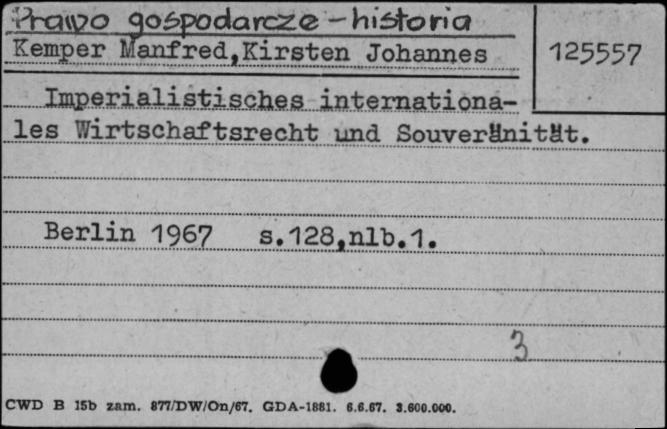 Prawo gospodarcze - historia
Kemper Manfred,Kirsten Johannes
125557
Imperialistisches internationa-
les Wirtschaftsrecht und Souveränität.
Berlin 1967 s.128,nlb.1.
3
CWD B 15b zam. 877/DW/On/67. GDA-1881. 6.6.67. 3.600.000.